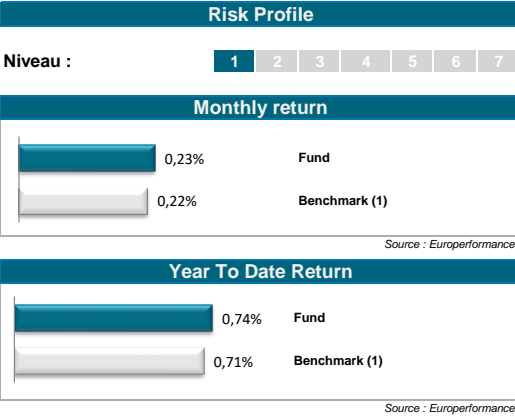 Risk Profile
Niveau : 1 2 3 4 5 6 7
Monthly return
0,23% Fund
0,22% Benchmark (1)
Source : Europerformance
Year To Date Return
0,74% Fund
0,71% Benchmark (1)
Source : Europerformance